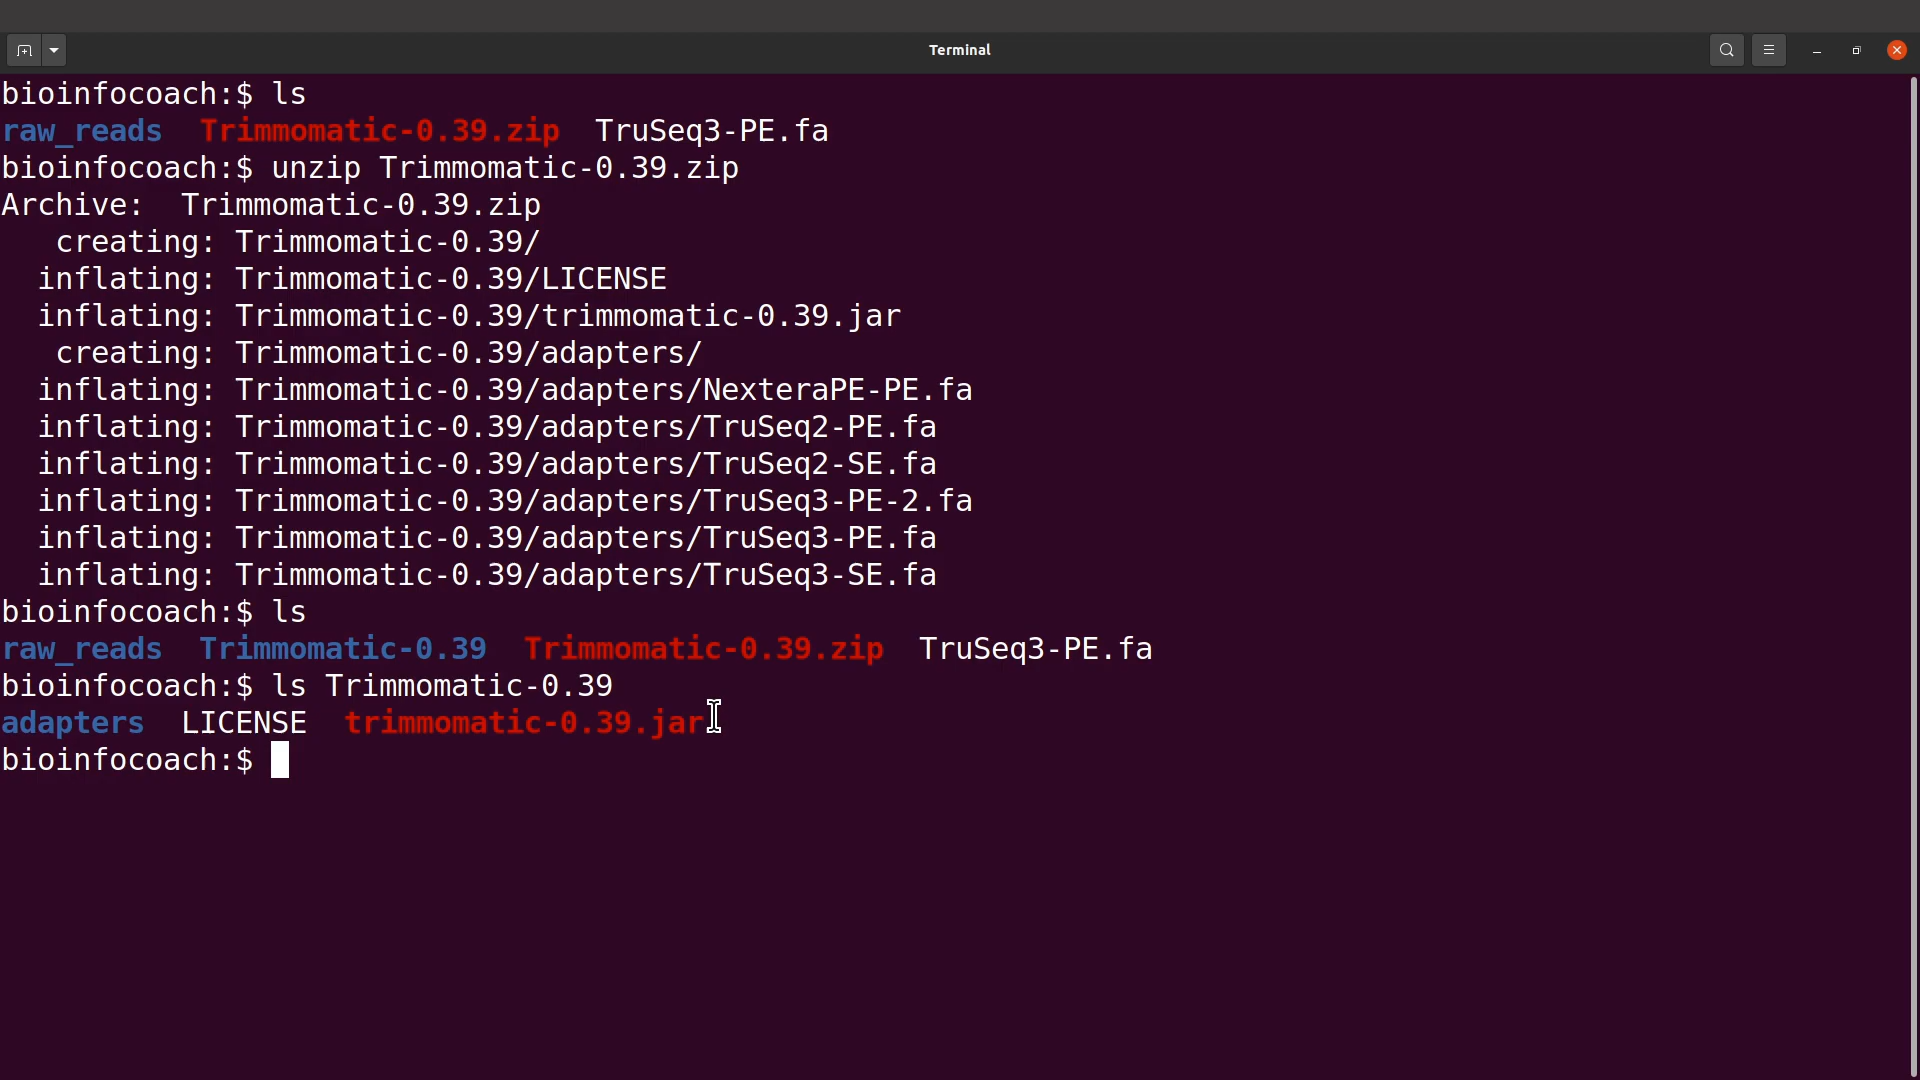 Terminal
bioinfocoach:$ ls
raw_reads  Trimmomatic-0.39.zip  TruSeq3-PE.fa
bioinfocoach:$ unzip Trimmomatic-0.39.zip
Archive:  Trimmomatic-0.39.zip
   creating: Trimmomatic-0.39/
  inflating: Trimmomatic-0.39/LICENSE
  inflating: Trimmomatic-0.39/trimmomatic-0.39.jar
   creating: Trimmomatic-0.39/adapters/
  inflating: Trimmomatic-0.39/adapters/NexteraPE-PE.fa
  inflating: Trimmomatic-0.39/adapters/TruSeq2-PE.fa
  inflating: Trimmomatic-0.39/adapters/TruSeq2-SE.fa
  inflating: Trimmomatic-0.39/adapters/TruSeq3-PE-2.fa
  inflating: Trimmomatic-0.39/adapters/TruSeq3-PE.fa
  inflating: Trimmomatic-0.39/adapters/TruSeq3-SE.fa
bioinfocoach:$ ls
raw_reads  Trimmomatic-0.39  Trimmomatic-0.39.zip  TruSeq3-PE.fa
bioinfocoach:$ ls Trimmomatic-0.39
adapters  LICENSE  trimmomatic-0.39.jar
bioinfocoach:$